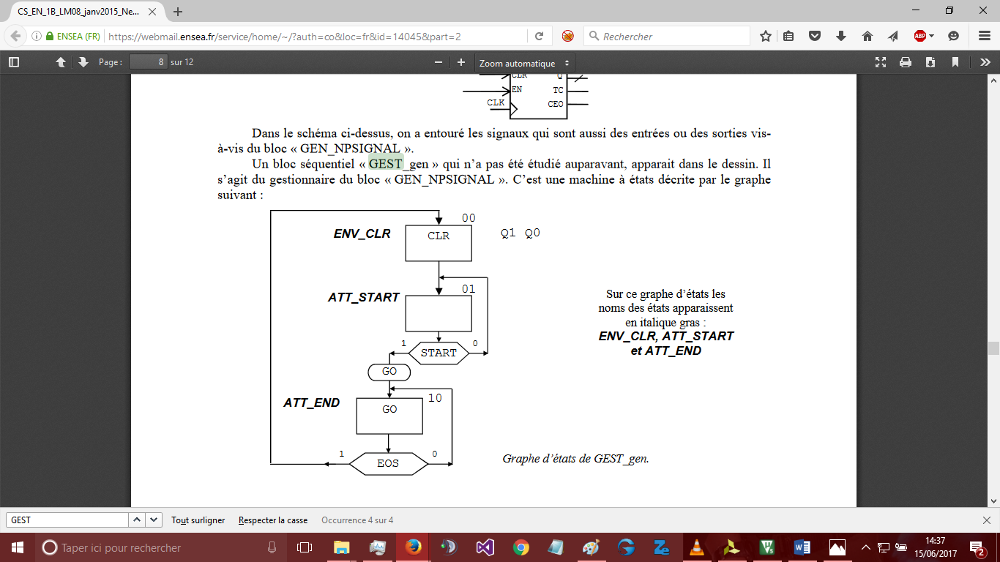 CS_EN_1B_LM08_janv2015_Ne...
ENSEA (FR)
https://webmail.ensea.fr/service/home/~/?auth=co&loc=fr&id=14045&part=2
Rechercher
ABP
Page : 8 sur 12
Zoom automatique
CLR Q
EN TC
CLK CEO
Dans le schéma ci-dessus, on a entouré les signaux qui sont aussi des entrées ou des sorties vis-
à-vis du bloc « GEN_NPSIGNAL ».
Un bloc séquentiel « GEST_gen » qui n’a pas été étudié auparavant, apparait dans le dessin. Il
s’agit du gestionnaire du bloc « GEN_NPSIGNAL ». C’est une machine à états décrite par le graphe
suivant :
00
ENV_CLR CLR Q1 Q0
01
ATT_START
Sur ce graphe d’états les
noms des états apparaissent
en italique gras :
ENV_CLR, ATT_START
et ATT_END
1 START 0
GO
10
ATT_END GO
1 EOS 0
Graphe d’états de GEST_gen.
GEST
Tout surligner
Respecter la casse
Occurrence 4 sur 4
Taper ici pour rechercher
14:37
15/06/2017
2